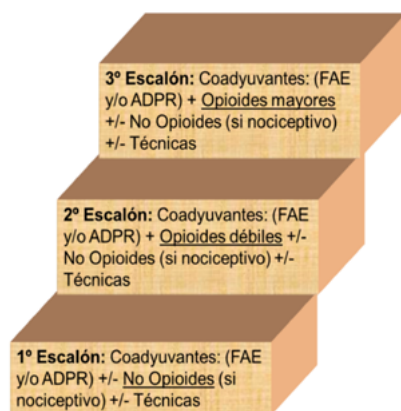 3º Escalón: Coadyuvantes: (FAE
y/o ADPR) + Opioides mayores
+/- No Opioides (si nociceptivo)
+/- Técnicas
2º Escalón: Coadyuvantes: (FAE
y/o ADPR) + Opioides débiles +/-
No Opioides (si nociceptivo) +/-
Técnicas
1º Escalón: Coadyuvantes: (FAE
y/o ADPR) +/- No Opioides (si
nociceptivo) +/- Técnicas